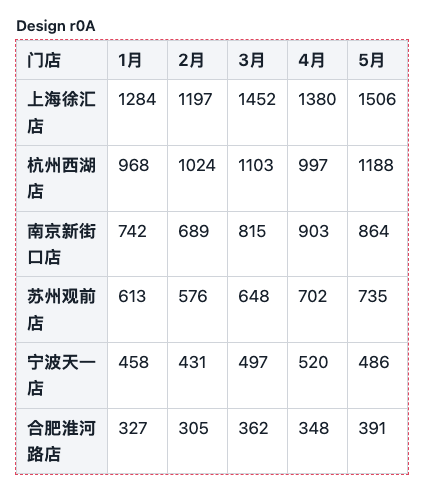 Design r0A
门店 1月 2月 3月 4月 5月
上海徐汇店 1284 1197 1452 1380 1506
杭州西湖店 968 1024 1103 997 1188
南京新街口店 742 689 815 903 864
苏州观前店 613 576 648 702 735
宁波天一店 458 431 497 520 486
合肥淮河路店 327 305 362 348 391